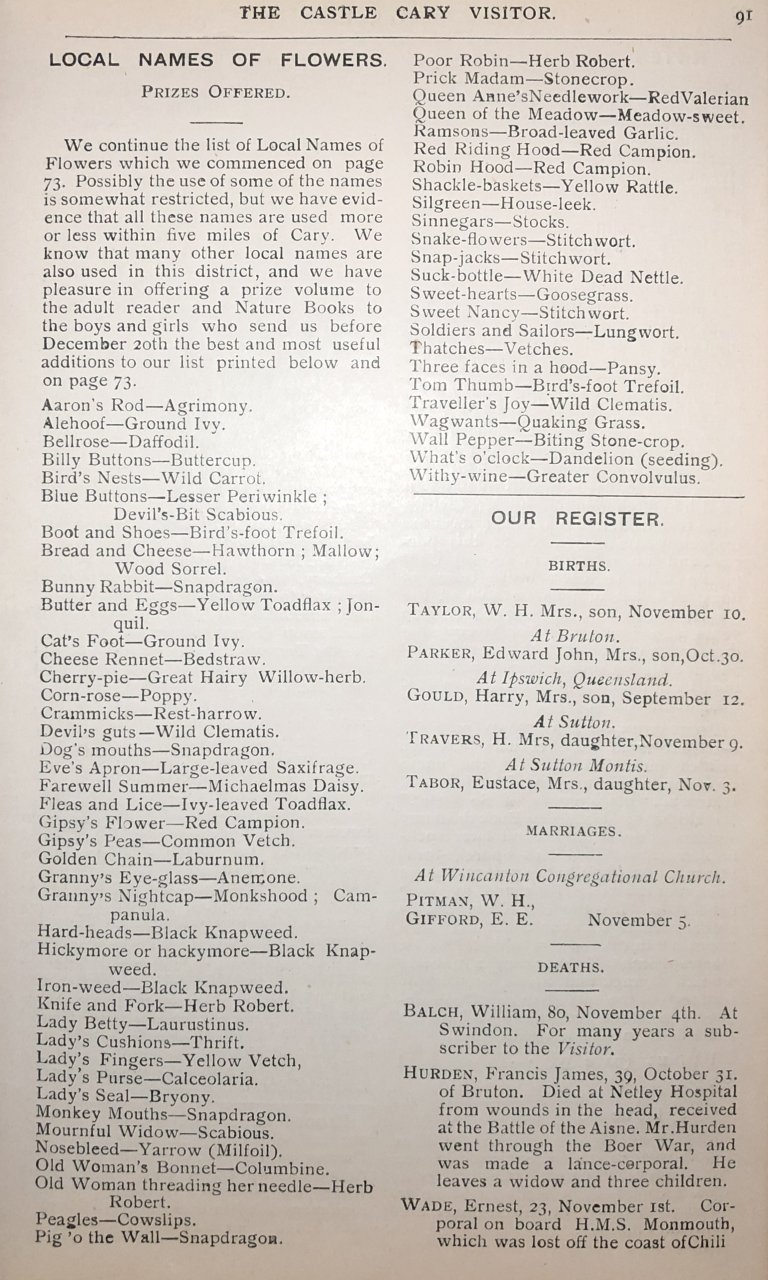 THE CASTLE CARY VISITOR. 91
LOCAL NAMES OF FLOWERS.
PRIZES OFFERED.
We continue the list of Local Names of
Flowers which we commenced on page
73. Possibly the use of some of the names
is somewhat restricted, but we have evid-
ence that all these names are used more
or less within five miles of Cary. We
know that many other local names are
also used in this district, and we have
pleasure in offering a prize volume to
the adult reader and Nature Books to
the boys and girls who send us before
December 20th the best and most useful
additions to our list printed below and
on page 73.
Aaron's Rod—Agrimony.
Alehoof—Ground Ivy.
Bellrose—Daffodil.
Billy Buttons—Buttercup.
Bird's Nests—Wild Carrot.
Blue Buttons—Lesser Periwinkle ;
Devil's-Bit Scabious.
Boot and Shoes—Bird's-foot Trefoil.
Bread and Cheese—Hawthorn ; Mallow;
Wood Sorrel.
Bunny Rabbit—Snapdragon.
Butter and Eggs—Yellow Toadflax ; Jon-
quil.
Cat's Foot—Ground Ivy.
Cheese Rennet—Bedstraw.
Cherry-pie—Great Hairy Willow-herb.
Corn-rose—Poppy.
Crammicks—Rest-harrow.
Devil's guts—Wild Clematis.
Dog's mouths—Snapdragon.
Eve's Apron—Large-leaved Saxifrage.
Farewell Summer—Michaelmas Daisy.
Fleas and Lice—Ivy-leaved Toadflax.
Gipsy's Flower—Red Campion.
Gipsy's Peas—Common Vetch.
Golden Chain—Laburnum.
Granny's Eye-glass—Anemone.
Granny's Nightcap—Monkshood ; Cam-
panula.
Hard-heads—Black Knapweed.
Hickymore or hackymore—Black Knap-
weed.
Iron-weed—Black Knapweed.
Knife and Fork—Herb Robert.
Lady Betty—Laurustinus.
Lady's Cushions—Thrift.
Lady's Fingers—Yellow Vetch,
Lady's Purse—Calceolaria.
Lady's Seal—Bryony.
Monkey Mouths—Snapdragon.
Mournful Widow—Scabious.
Nosebleed—Yarrow (Milfoil).
Old Woman's Bonnet—Columbine.
Old Woman threading her needle—Herb
Robert.
Peagles—Cowslips.
Pig 'o the Wall—Snapdragon.
Poor Robin—Herb Robert.
Prick Madam—Stonecrop.
Queen Anne'sNeedlework—RedValerian
Queen of the Meadow—Meadow-sweet.
Ramsons—Broad-leaved Garlic.
Red Riding Hood—Red Campion.
Robin Hood—Red Campion.
Shackle-baskets—Yellow Rattle.
Silgreen—House-leek.
Sinnegars—Stocks.
Snake-flowers—Stitchwort.
Snap-jacks—Stitchwort.
Suck-bottle—White Dead Nettle.
Sweet-hearts—Goosegrass.
Sweet Nancy—Stitchwort.
Soldiers and Sailors—Lungwort.
Thatches—Vetches.
Three faces in a hood—Pansy.
Tom Thumb—Bird's-foot Trefoil.
Traveller's Joy—Wild Clematis.
Wagwants—Quaking Grass.
Wall Pepper—Biting Stone-crop.
What's o'clock—Dandelion (seeding).
Withy-wine—Greater Convolvulus.
OUR REGISTER.
BIRTHS.
TAYLOR, W. H. Mrs., son, November 10.
At Bruton.
PARKER, Edward John, Mrs., son,Oct.30.
At Ipswich, Queensland.
GOULD, Harry, Mrs., son, September 12.
At Sutton.
TRAVERS, H. Mrs, daughter,November 9.
At Sutton Montis.
TABOR, Eustace, Mrs., daughter, Nov. 3.
MARRIAGES.
At Wincanton Congregational Church.
PITMAN, W. H.,
GIFFORD, E. E. November 5.
DEATHS.
BALCH, William, 80, November 4th. At
Swindon. For many years a sub-
scriber to the Visitor.
HURDEN, Francis James, 39, October 31.
of Bruton. Died at Netley Hospital
from wounds in the head, received
at the Battle of the Aisne. Mr.Hurden
went through the Boer War, and
was made a lance-corporal. He
leaves a widow and three children.
WADE, Ernest, 23, November 1st. Cor-
poral on board H.M.S. Monmouth,
which was lost off the coast ofChili